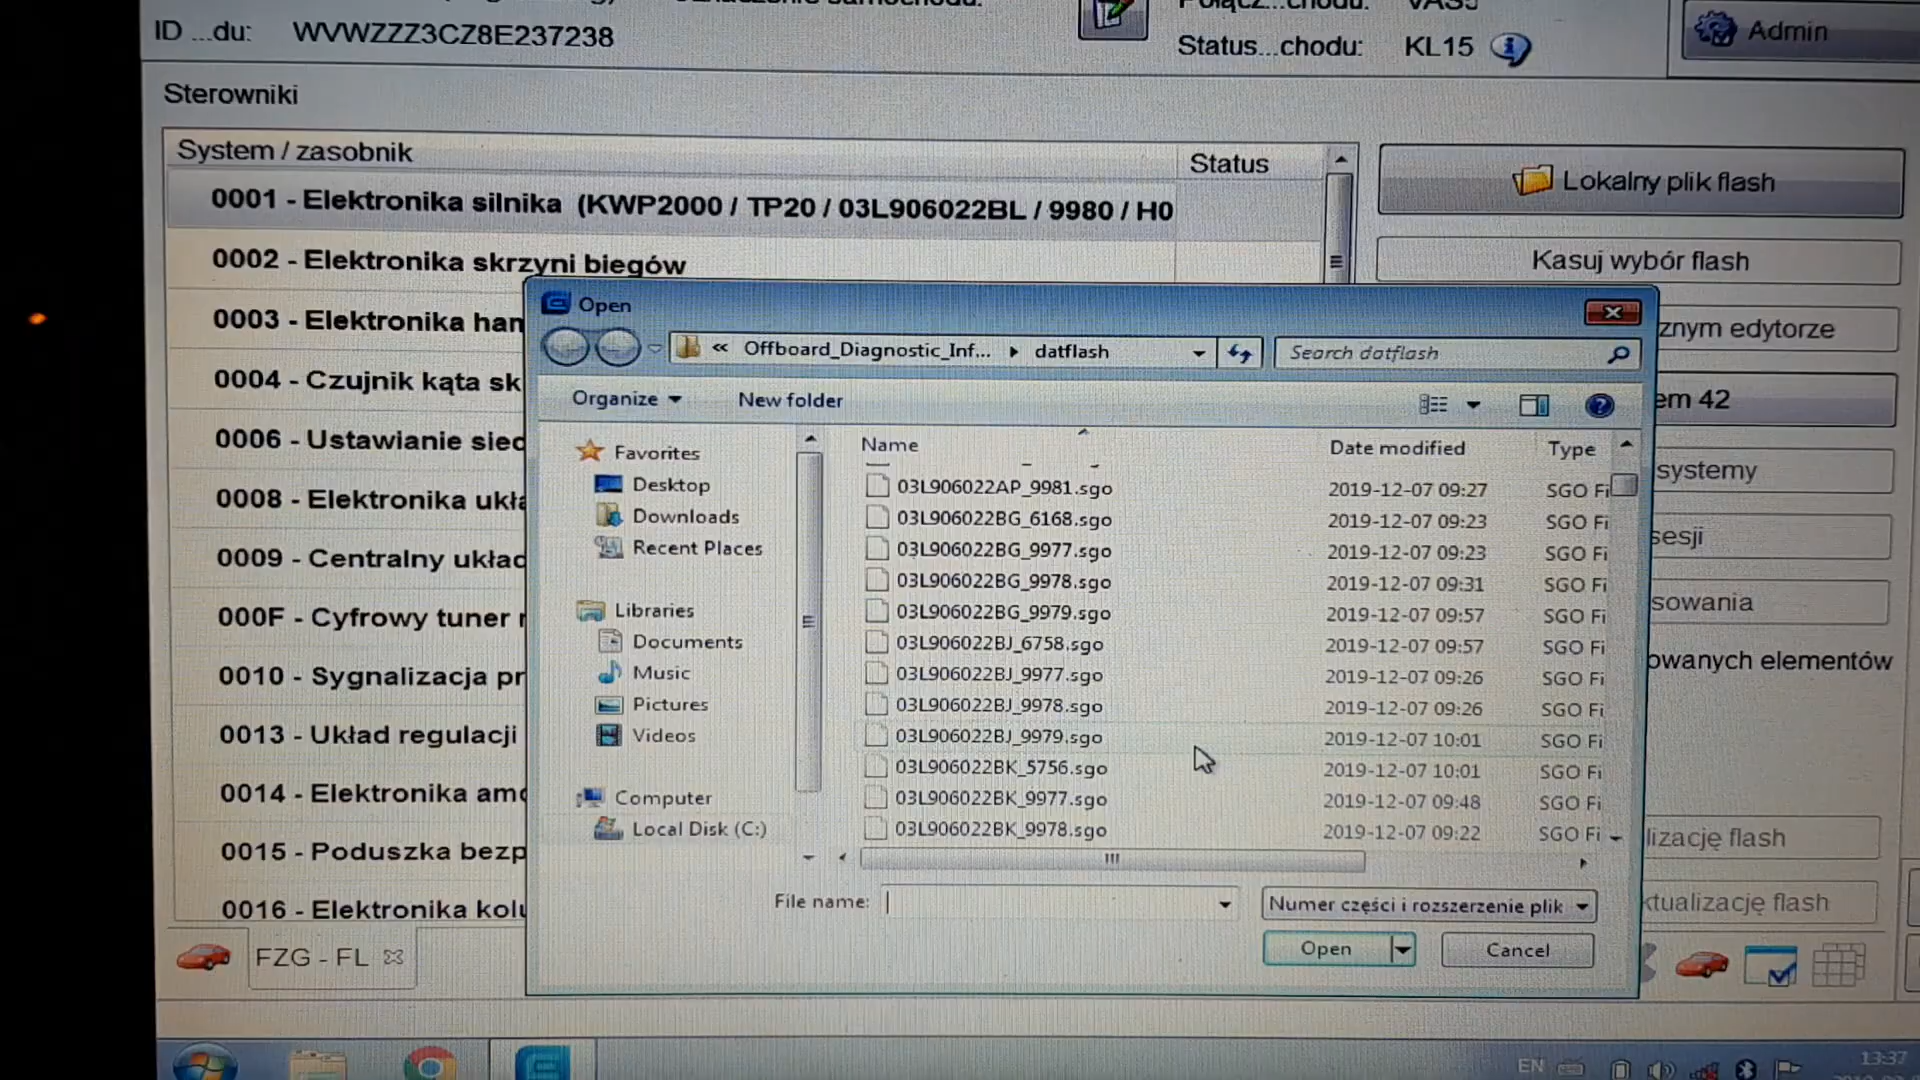 ID ...du: WVWZZZ3CZ8E237238
Status...chodu: KL15
Admin
Sterowniki
System / zasobnik
Status
0001 - Elektronika silnika (KWP2000 / TP20 / 03L906022BL / 9980 / H0
0002 - Elektronika skrzyni biegów
0003 - Elektronika han
0004 - Czujnik kąta sk
0006 - Ustawianie sied
0008 - Elektronika ukła
0009 - Centralny układ
000F - Cyfrowy tuner
0010 - Sygnalizacja pr
0013 - Układ regulacji
0014 - Elektronika amo
0015 - Poduszka bezp
0016 - Elektronika kolu
FZG - FL
Lokalny plik flash
Kasuj wybór flash
znym edytorze
em 42
systemy
sesji
sowania
owanych elementów
lizację flash
ktualizację flash
Open
« Offboard_Diagnostic_Inf... datflash
Search datflash
Organize
New folder
Favorites
Desktop
Downloads
Recent Places
Libraries
Documents
Music
Pictures
Videos
Computer
Local Disk (C:)
Name Date modified Type
03L906022AP_9981.sgo 2019-12-07 09:27 SGO Fi
03L906022BG_6168.sgo 2019-12-07 09:23 SGO Fi
03L906022BG_9977.sgo 2019-12-07 09:23 SGO Fi
03L906022BG_9978.sgo 2019-12-07 09:31 SGO Fi
03L906022BG_9979.sgo 2019-12-07 09:57 SGO Fi
03L906022BJ_6758.sgo 2019-12-07 09:57 SGO Fi
03L906022BJ_9977.sgo 2019-12-07 09:26 SGO Fi
03L906022BJ_9978.sgo 2019-12-07 09:26 SGO Fi
03L906022BJ_9979.sgo 2019-12-07 10:01 SGO Fi
03L906022BK_5756.sgo 2019-12-07 10:01 SGO Fi
03L906022BK_9977.sgo 2019-12-07 09:48 SGO Fi
03L906022BK_9978.sgo 2019-12-07 09:22 SGO Fi
File name:
Numer części i rozszerzenie plik
Open
Cancel
EN
13:37